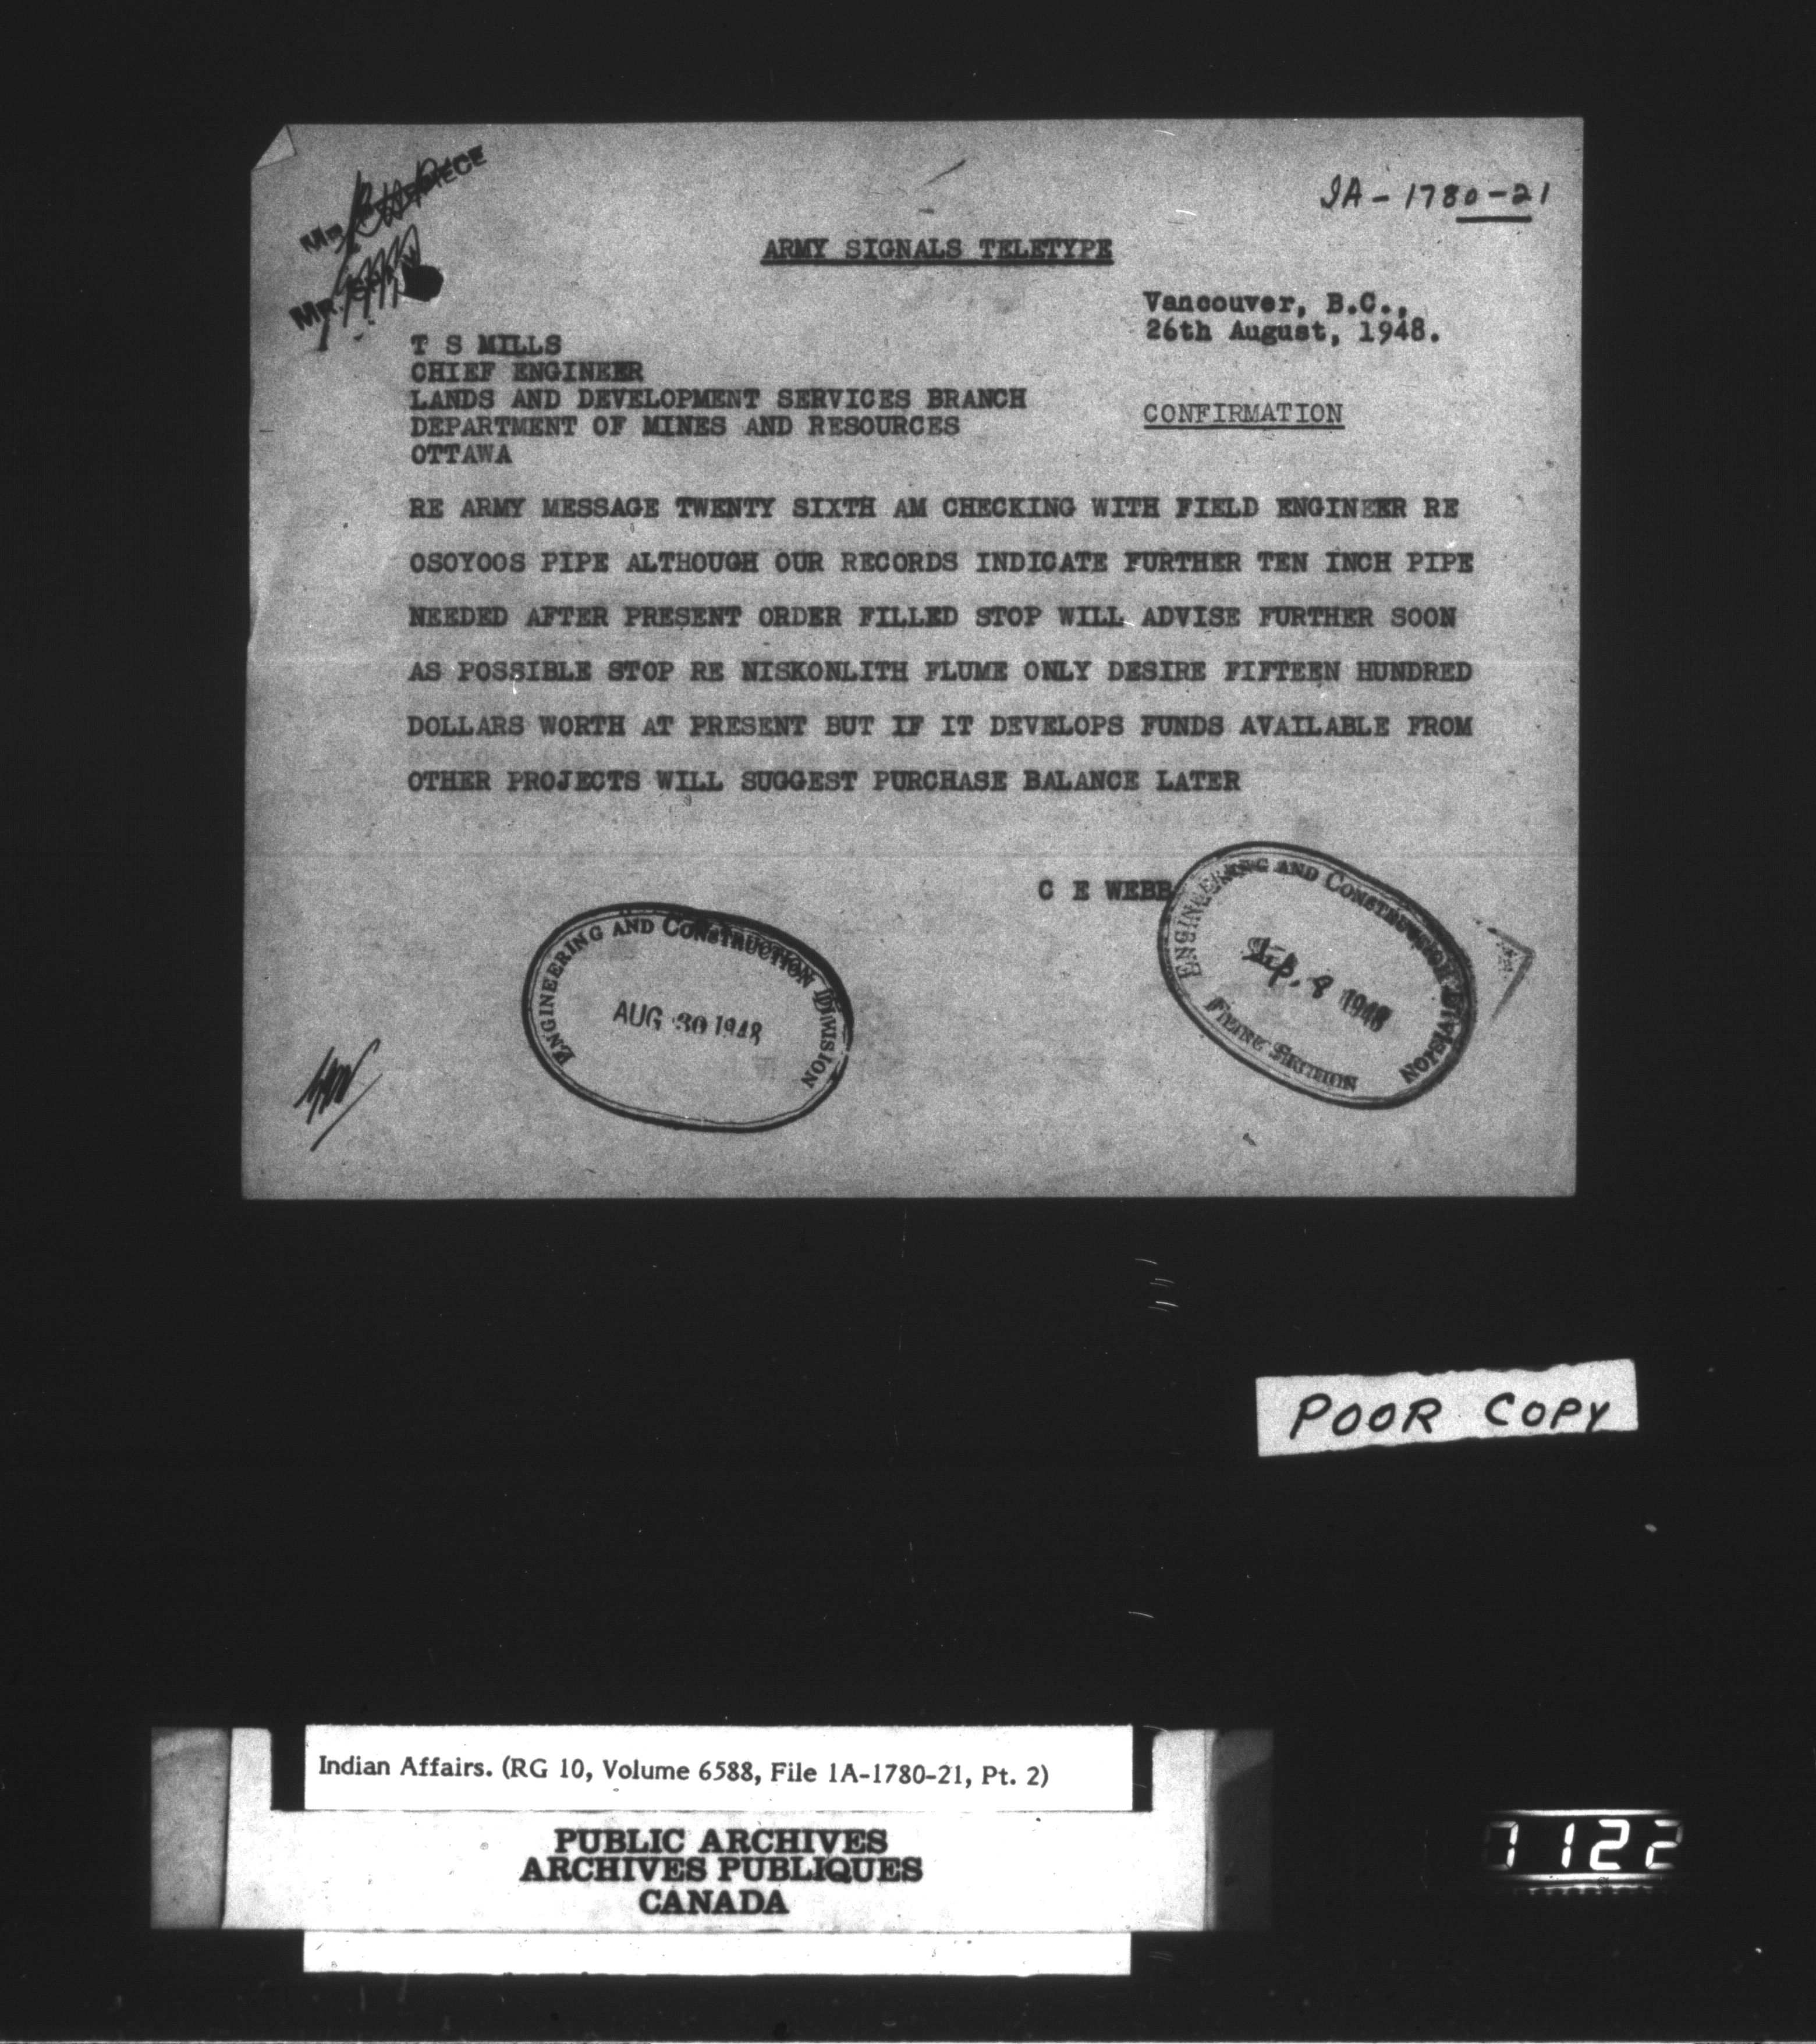 IA-1780-21
ARMY SIGNALS TELETYPE
Vancouver, B.C.,
26th August, 1948.
T S MILLS
CHIEF ENGINEER
LANDS AND DEVELOPMENT SERVICES BRANCH
DEPARTMENT OF MINES AND RESOURCES
OTTAWA
CONFIRMATION
RE ARMY MESSAGE TWENTY SIXTH AM CHECKING WITH FIELD ENGINEER RE
OSOYOOS PIPE ALTHOUGH OUR RECORDS INDICATE FURTHER TEN INCH PIPE
NEEDED AFTER PRESENT ORDER FILLED STOP WILL ADVISE FURTHER SOON
AS POSSIBLE STOP RE NISKONLITH FLUME ONLY DESIRE FIFTEEN HUNDRED
DOLLARS WORTH AT PRESENT BUT IF IT DEVELOPS FUNDS AVAILABLE FROM
OTHER PROJECTS WILL SUGGEST PURCHASE BALANCE LATER
C E WEBB
ENGINEERING AND CONSTRUCTION DIVISION
AUG 30 1948
ENGINEERING AND CONSTRUCTION DIVISION
Sep. 8 1948
FILING SECTION
POOR COPY
Indian Affairs. (RG 10, Volume 6588, File 1A-1780-21, Pt. 2)
PUBLIC ARCHIVES
ARCHIVES PUBLIQUES
CANADA
1122